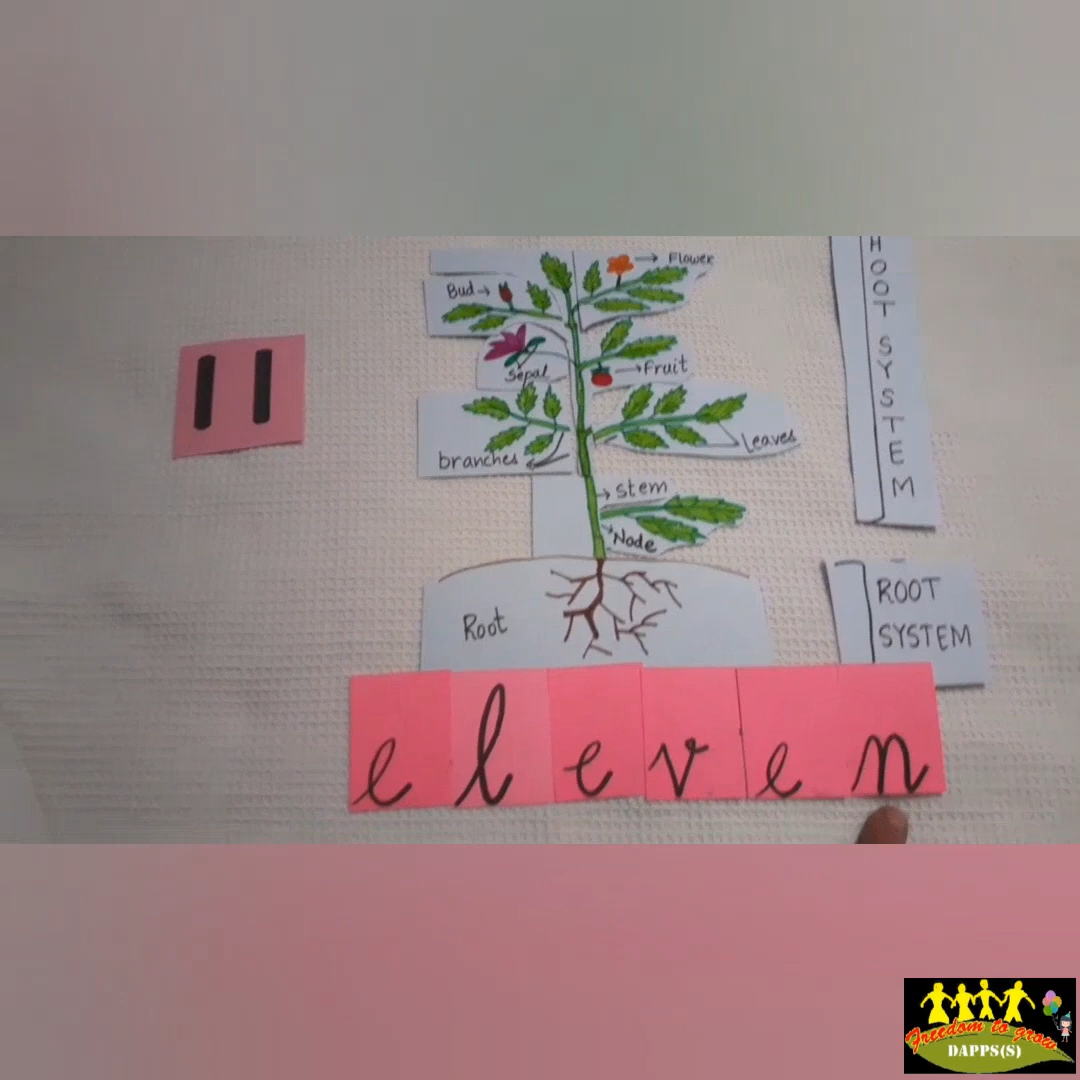 Flower
Bud
Sepal
Fruit
branches
leaves
stem
Node
Root
HOOT SYSTEM
ROOT
SYSTEM
11
eleven
Freedom to grow
DAPPS(S)